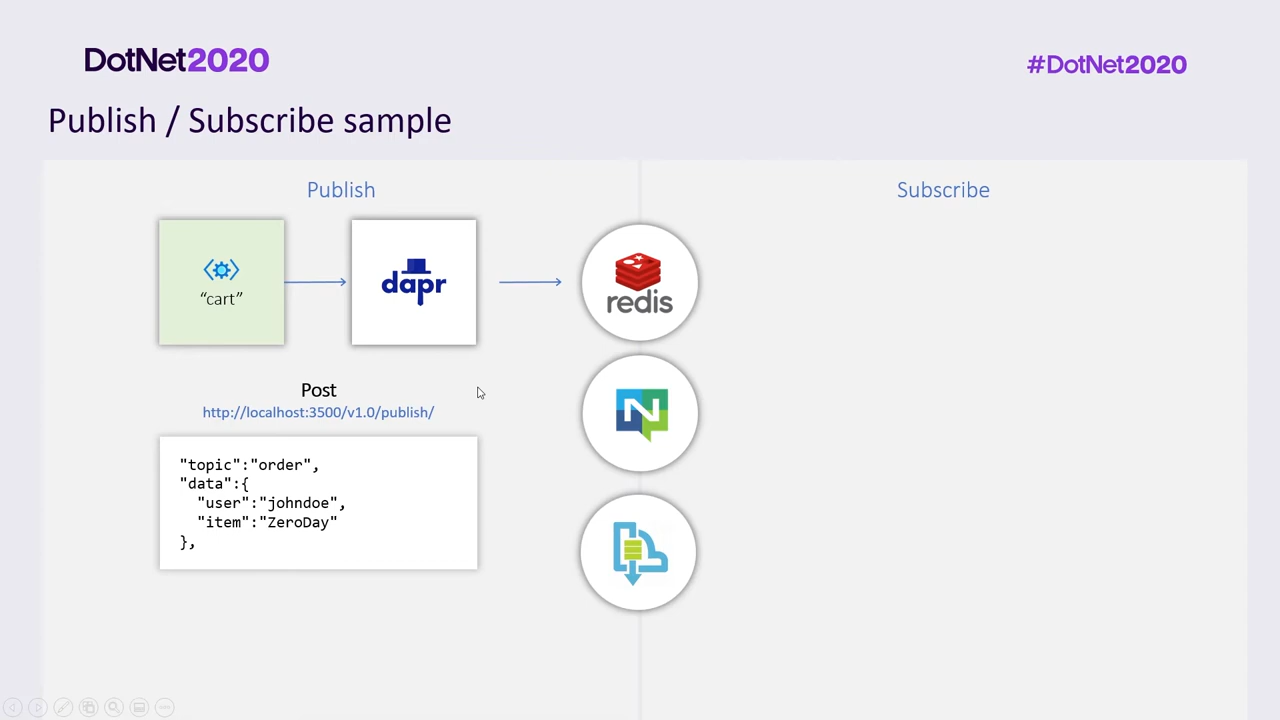 DotNet2020
#DotNet2020
Publish / Subscribe sample
Publish
Subscribe
“cart”
dapr
redis
N
Post
http://localhost:3500/v1.0/publish/
"topic":"order",
"data":{
"user":"johndoe",
"item":"ZeroDay"
},